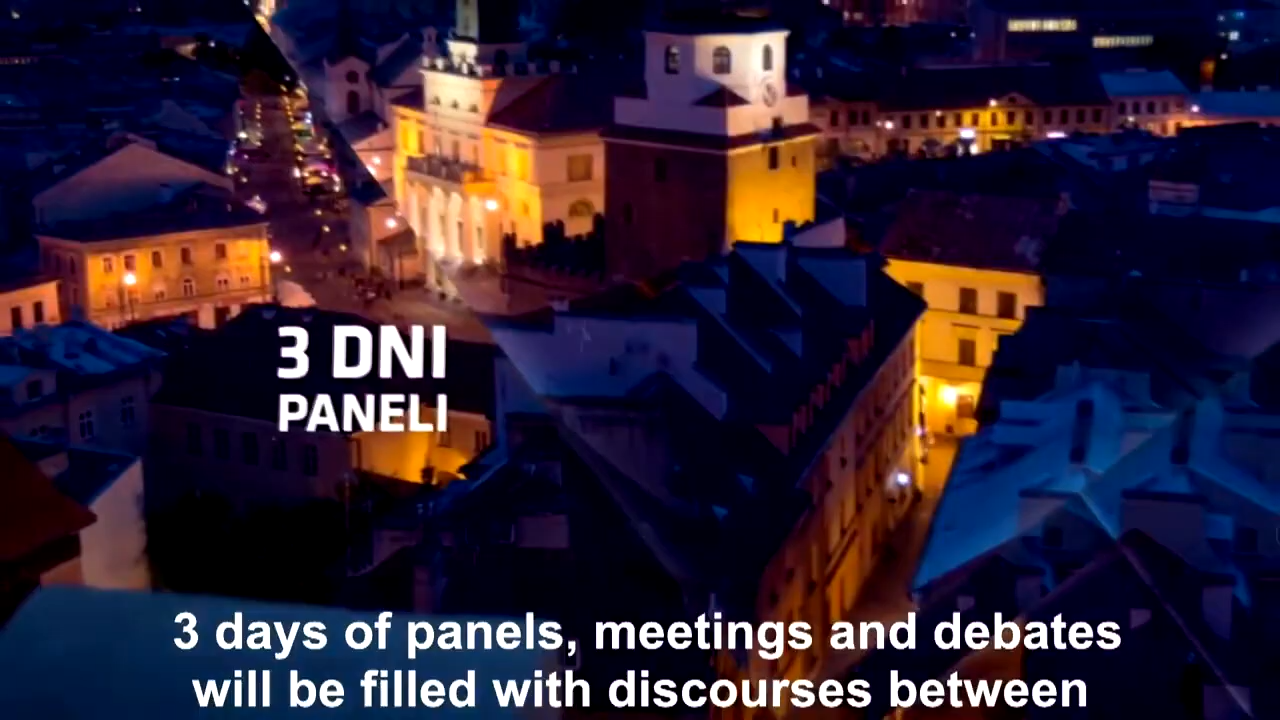 3 DNI
PANELI
3 days of panels, meetings and debates
will be filled with discourses between